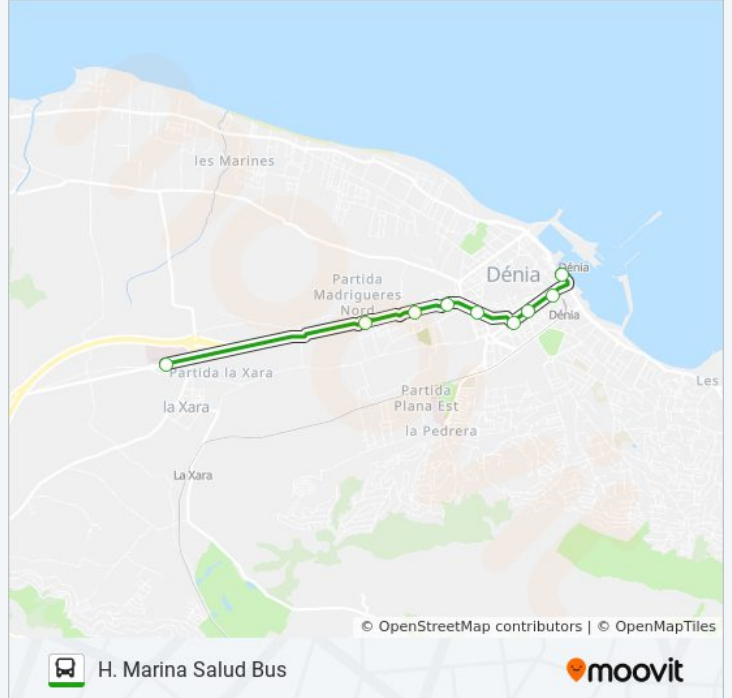 les Marines
Dénia
Dénia
Partida
Madrigueres
Nord
Dénia
Partida la Xara
Les
Partida
Plana Est
la Xara
la Pedrera
La Xara
© OpenStreetMap contributors | © OpenMapTiles
H. Marina Salud Bus
moovit